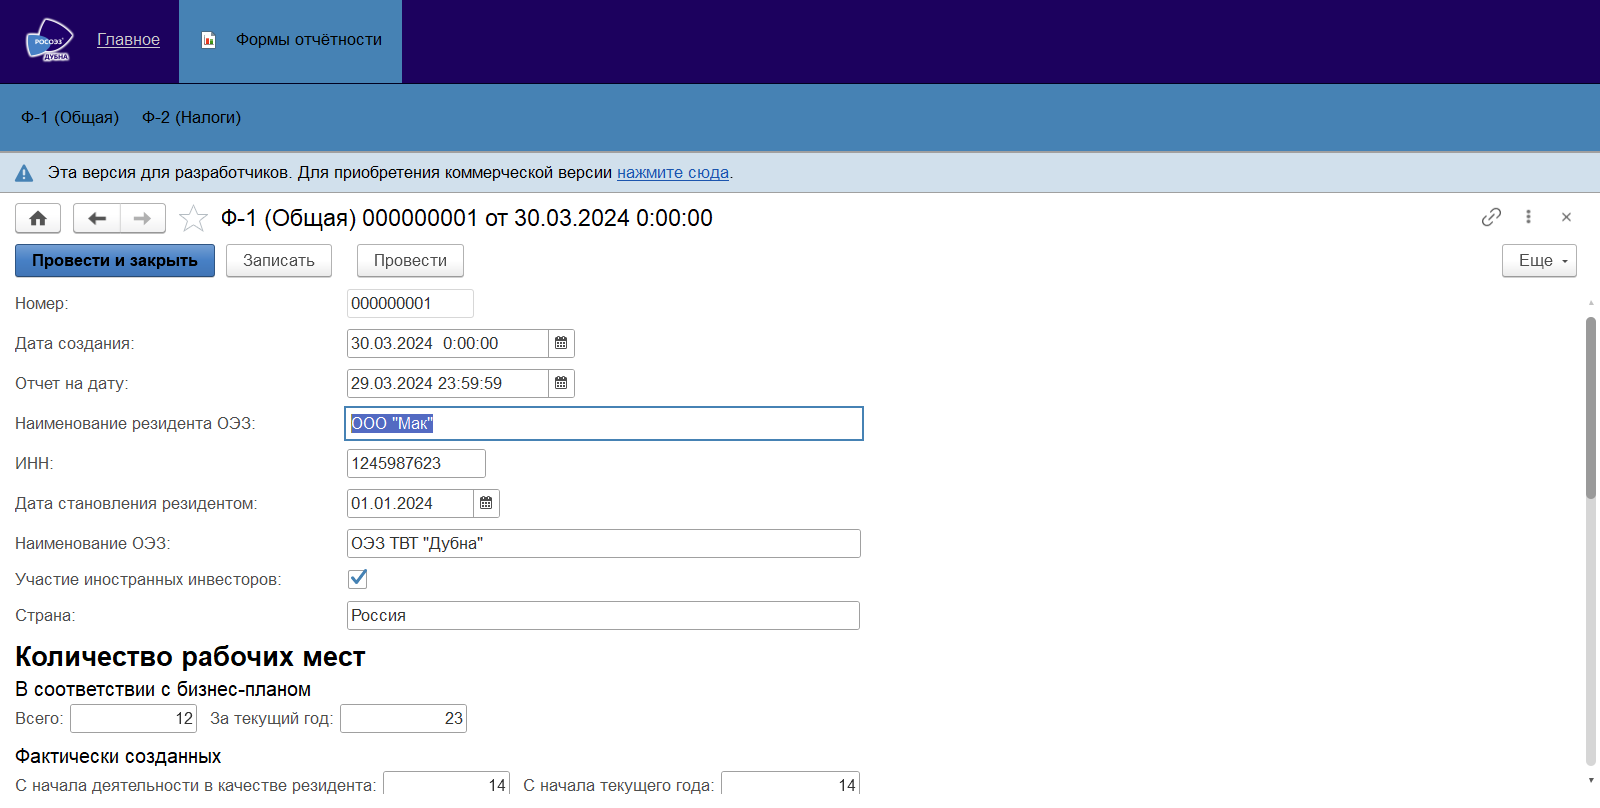 РОСОЭЗ
ДУБНА
Главное
Формы отчётности
Ф-1 (Общая) Ф-2 (Налоги)
Эта версия для разработчиков. Для приобретения коммерческой версии нажмите сюда.
Ф-1 (Общая) 000000001 от 30.03.2024 0:00:00
Провести и закрыть Записать Провести Еще
Номер: 000000001
Дата создания: 30.03.2024 0:00:00
Отчет на дату: 29.03.2024 23:59:59
Наименование резидента ОЭЗ: ООО "Мак"
ИНН: 1245987623
Дата становления резидентом: 01.01.2024
Наименование ОЭЗ: ОЭЗ ТВТ "Дубна"
Участие иностранных инвесторов:
Страна: Россия
Количество рабочих мест
В соответствии с бизнес-планом
Всего: 12 За текущий год: 23
Фактически созданных
С начала деятельности в качестве резидента: 14 С начала текущего года: 14